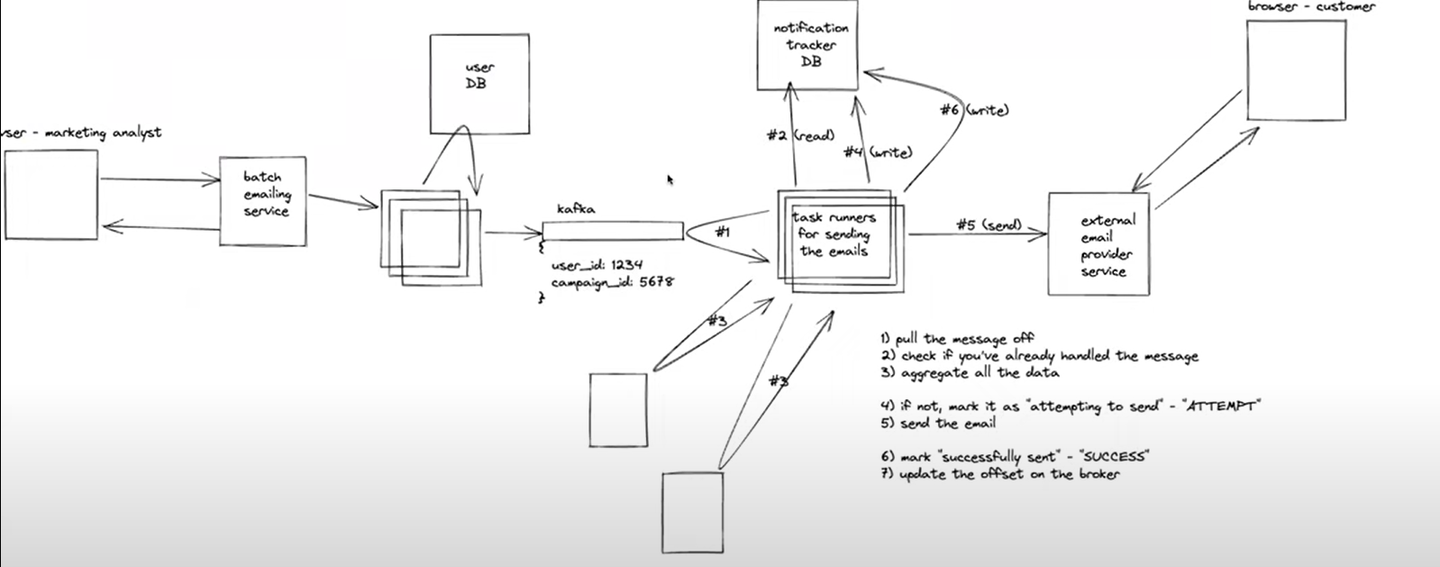 browser - customer
notification
tracker
DB
user
DB
#6 (write)
- marketing analyst
#2 (read)
#4 (write)
batch
emailing
service
kafka
#1
task runners
for sending
the emails
#5 (send)
external
email
provider
service
{
user_id: 1234
campaign_id: 5678
}
#3
#3
1) pull the message off
2) check if you've already handled the message
3) aggregate all the data
4) if not, mark it as "attempting to send" - "ATTEMPT"
5) send the email
6) mark "successfully sent" - "SUCCESS"
7) update the offset on the broker